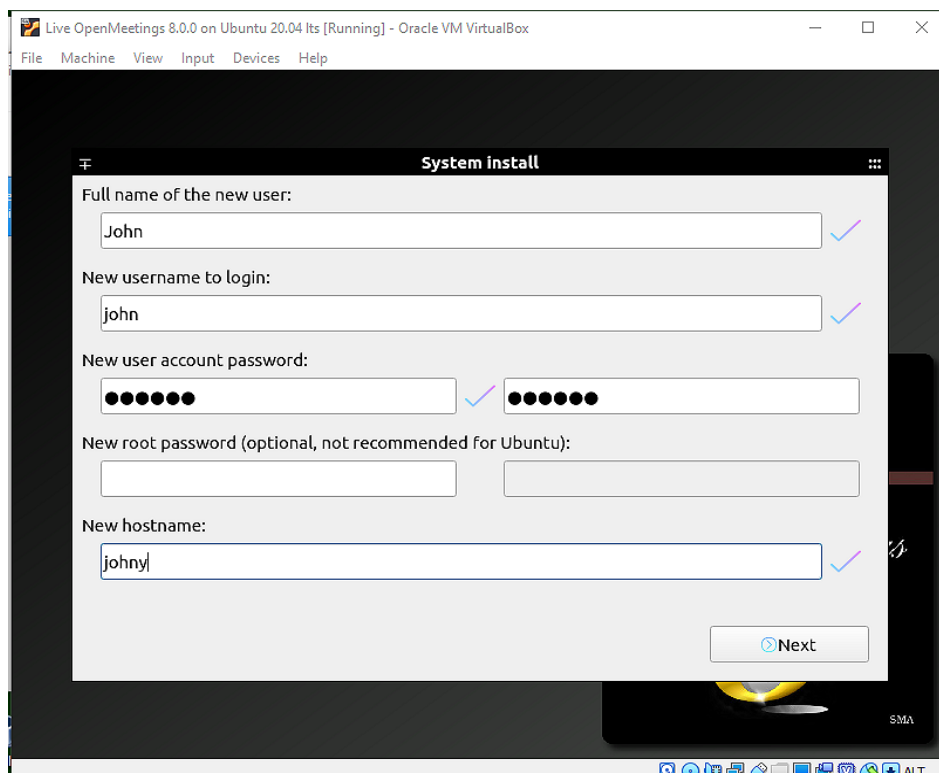 Live OpenMeetings 8.0.0 on Ubuntu 20.04 lts [Running] - Oracle VM VirtualBox
File Machine View Input Devices Help
System install
Full name of the new user:
John
New username to login:
john
New user account password:
●●●●●● ●●●●●●
New root password (optional, not recommended for Ubuntu):
New hostname:
johny
Next
SMA